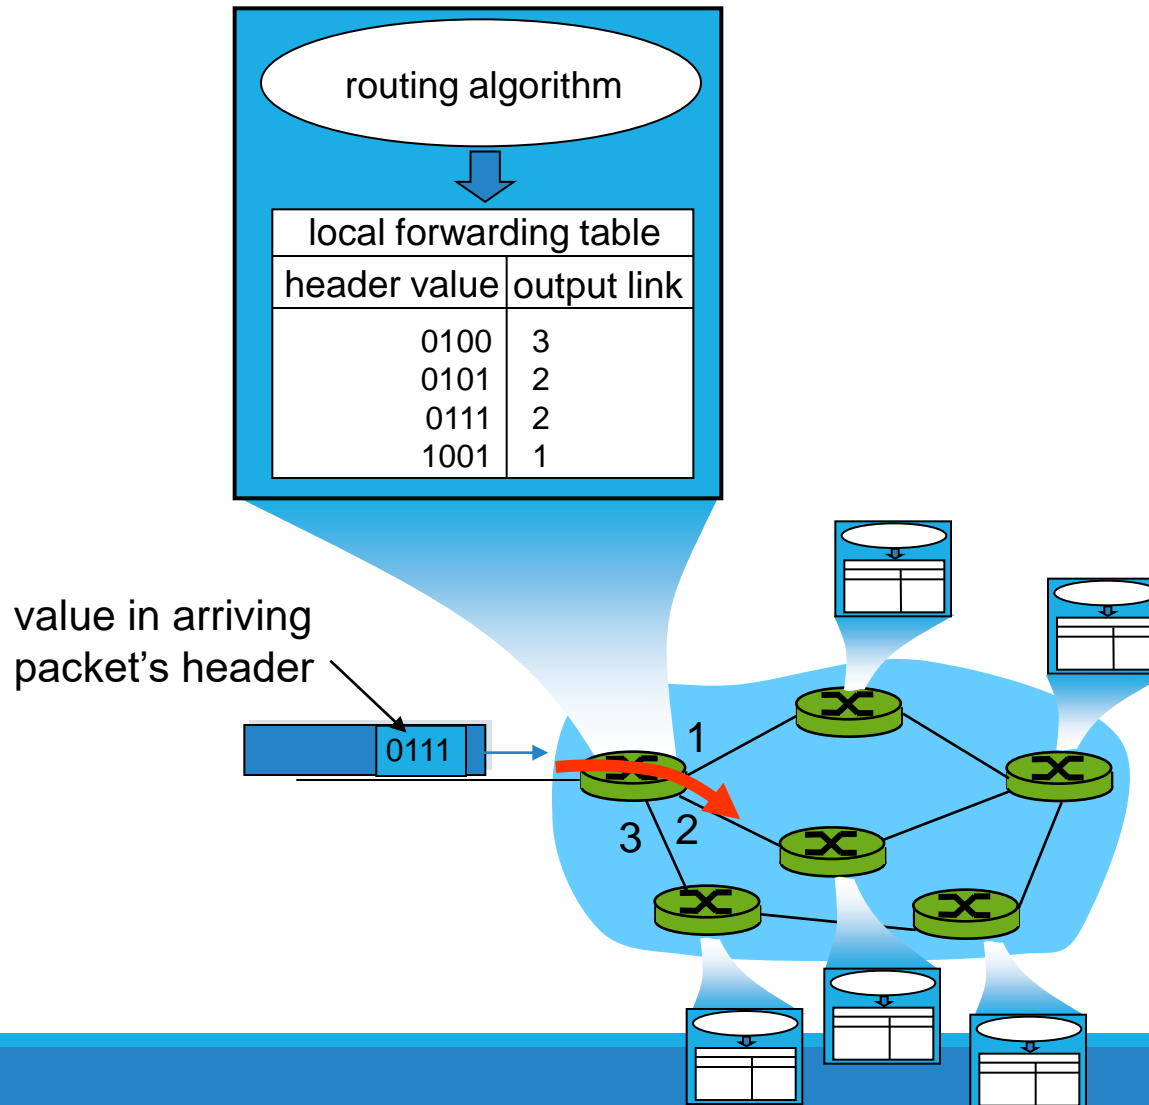 routing algorithm
local forwarding table
header value output link
0100 3
0101 2
0111 2
1001 1
value in arriving
packet’s header
0111
1
2
3